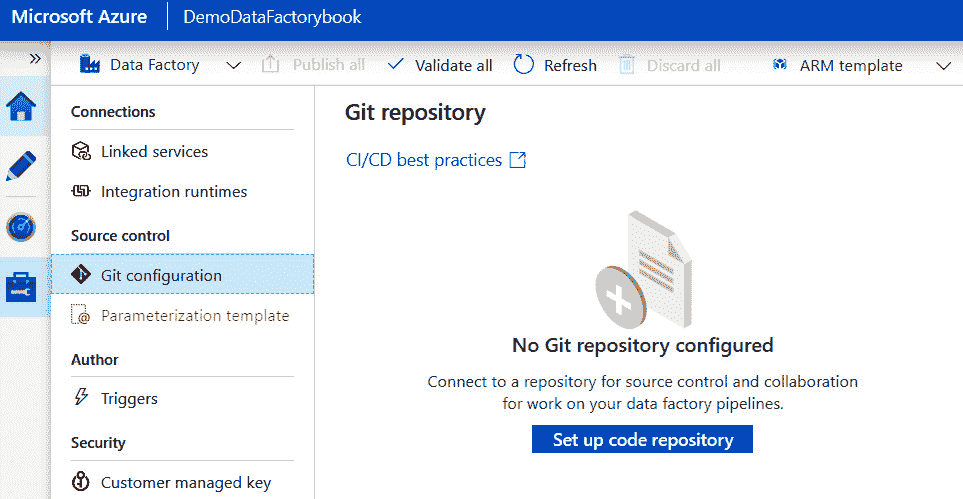 Microsoft Azure DemoDataFactorybook
» Data Factory Publish all Validate all Refresh Discard all ARM template
Connections
Linked services
Integration runtimes
Source control
Git configuration
Parameterization template
Author
Triggers
Security
Customer managed key
Git repository
CI/CD best practices
No Git repository configured
Connect to a repository for source control and collaboration
for work on your data factory pipelines.
Set up code repository